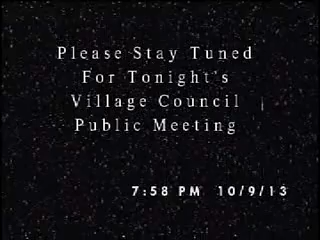 Please Stay Tuned
For Tonight's
Village Council
Public Meeting
7:58 PM 10/9/13